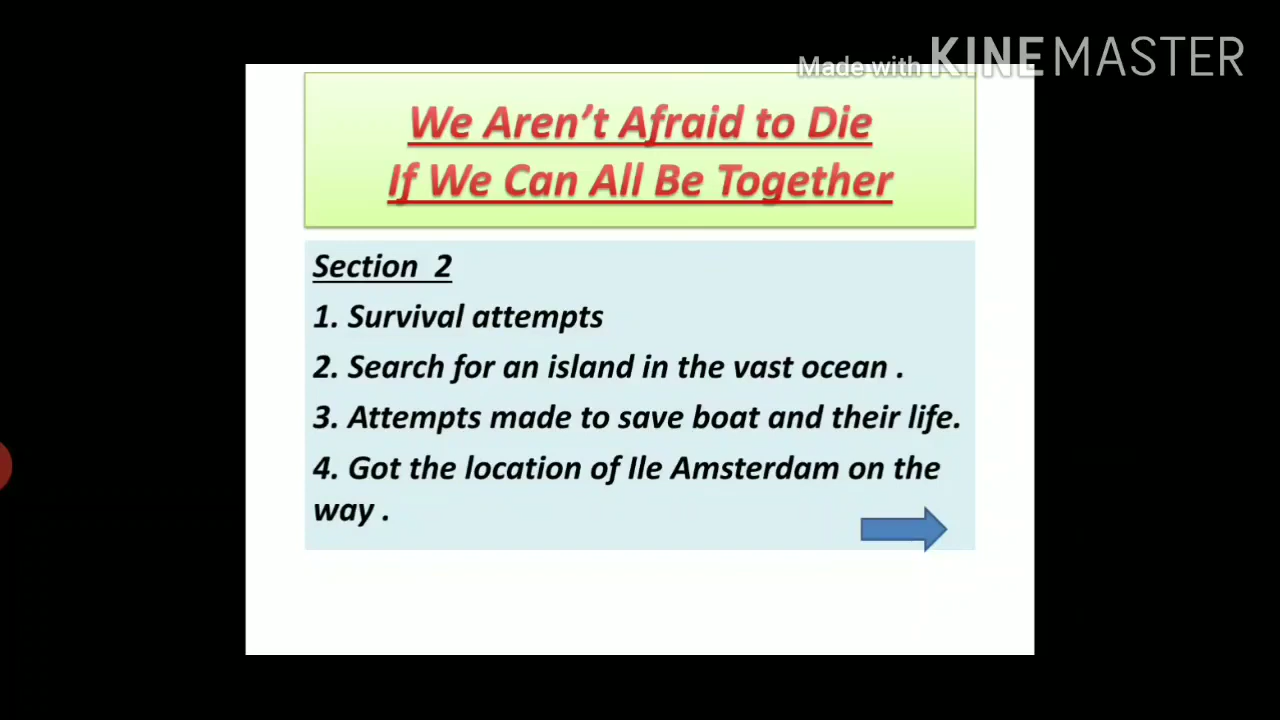 Made with KINEMASTER
We Aren't Afraid to Die
If We Can All Be Together
Section 2
1. Survival attempts
2. Search for an island in the vast ocean .
3. Attempts made to save boat and their life.
4. Got the location of Ile Amsterdam on the
way .